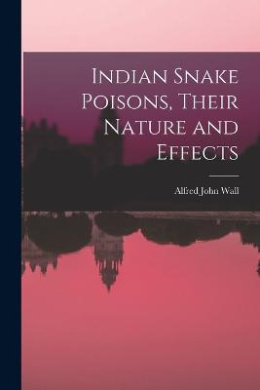 Indian Snake
Poisons, Their
Nature and
Effects
Alfred John Wall